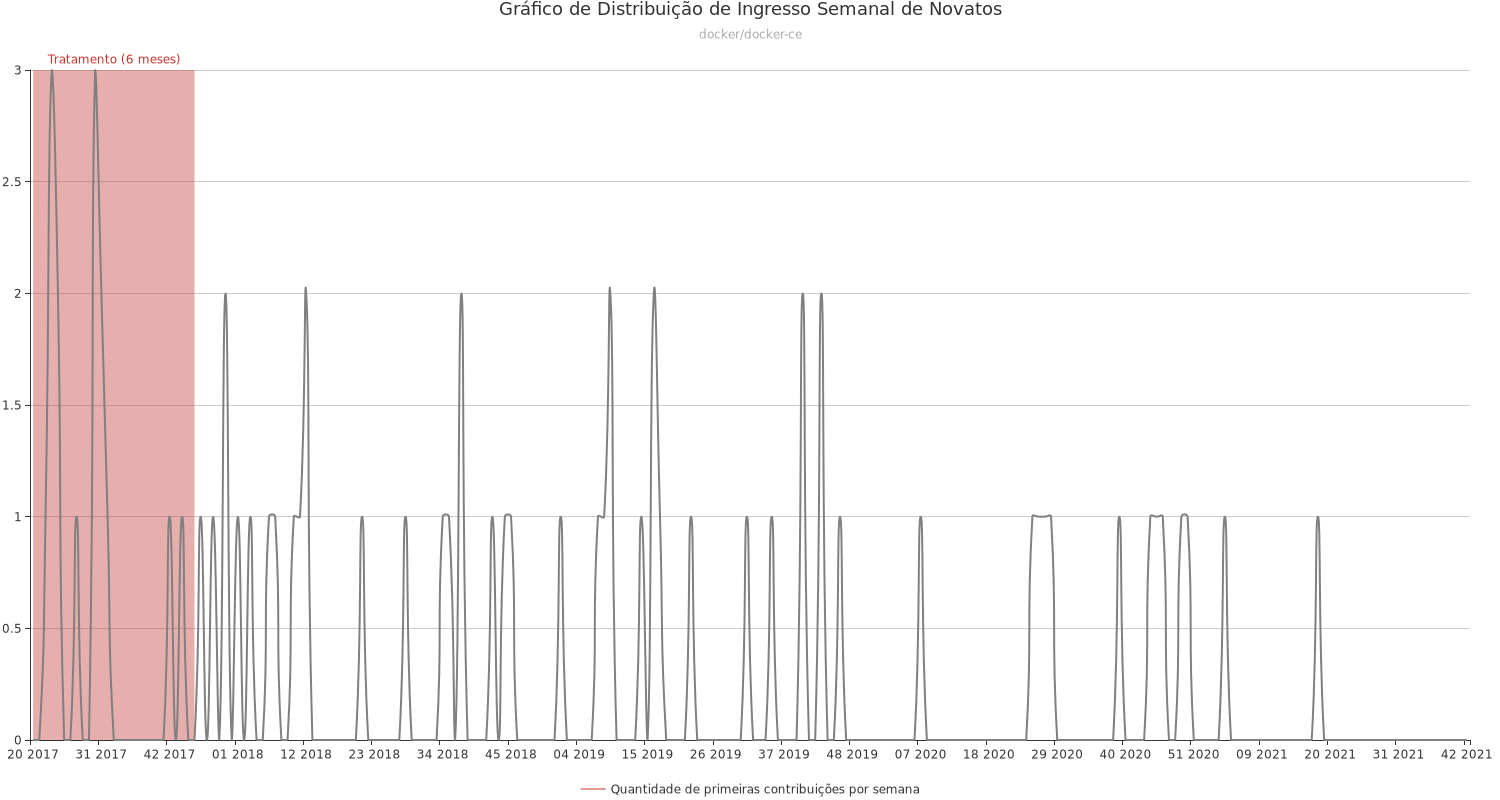 Gráfico de Distribuição de Ingresso Semanal de Novatos
docker/docker-ce
Tratamento (6 meses)
3
2.5
2
1.5
1
0.5
0
20 2017 31 2017 42 2017 01 2018 12 2018 23 2018 34 2018 45 2018 04 2019 15 2019 26 2019 37 2019 48 2019 07 2020 18 2020 29 2020 40 2020 51 2020 09 2021 20 2021 31 2021 42 2021
Quantidade de primeiras contribuições por semana